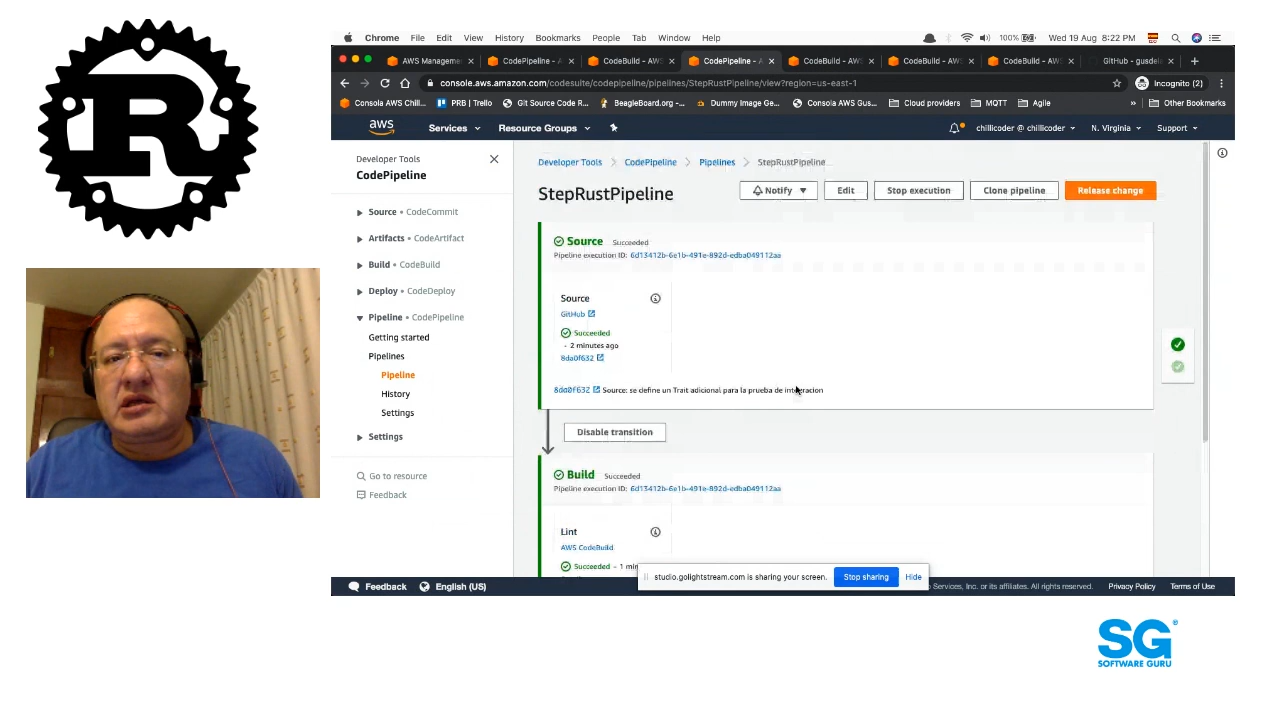 R
Chrome File Edit View History Bookmarks People Tab Window Help 100% Wed 19 Aug 8:22 PM
AWS Manageme CodePipeline - A CodeBuild - AWS CodePipeline - A CodeBuild - AWS CodeBuild - AWS CodeBuild - AWS GitHub - gusdel
console.aws.amazon.com/codesuite/codepipeline/pipelines/StepRustPipeline/view?region=us-east-1 Incognito (2)
Consola AWS Chili... PRB | Trello Git Source Code R... BeagleBoard.org -... Dummy Image Ge... Consola AWS Gus... Cloud providers MQTT Agile » Other Bookmarks
aws Services Resource Groups chillicoder @ chillicoder N. Virginia Support
Developer Tools
CodePipeline
Source • CodeCommit
Artifacts • CodeArtifact
Build • CodeBuild
Deploy • CodeDeploy
Pipeline • CodePipeline
Getting started
Pipelines
Pipeline
History
Settings
Settings
Go to resource
Feedback
Developer Tools > CodePipeline > Pipelines > StepRustPipeline
StepRustPipeline Notify Edit Stop execution Clone pipeline Release change
Source Succeeded
Pipeline execution ID: 6d13412b-6e1b-491e-892d-edba049112aa
Source
GitHub
Succeeded
- 2 minutes ago
8da0f632
8da0f632 Source: se define un Trait adicional para la prueba de integracion
Disable transition
Build Succeeded
Pipeline execution ID: 6d13412b-6e1b-491e-892d-edba049112aa
Lint
AWS CodeBuild
Succeeded - 1 min
studio.golightstream.com is sharing your screen. Stop sharing Hide
Feedback English (US) Services, Inc. or its affiliates. All rights reserved. Privacy Policy Terms of Use
SG®
SOFTWARE GURU